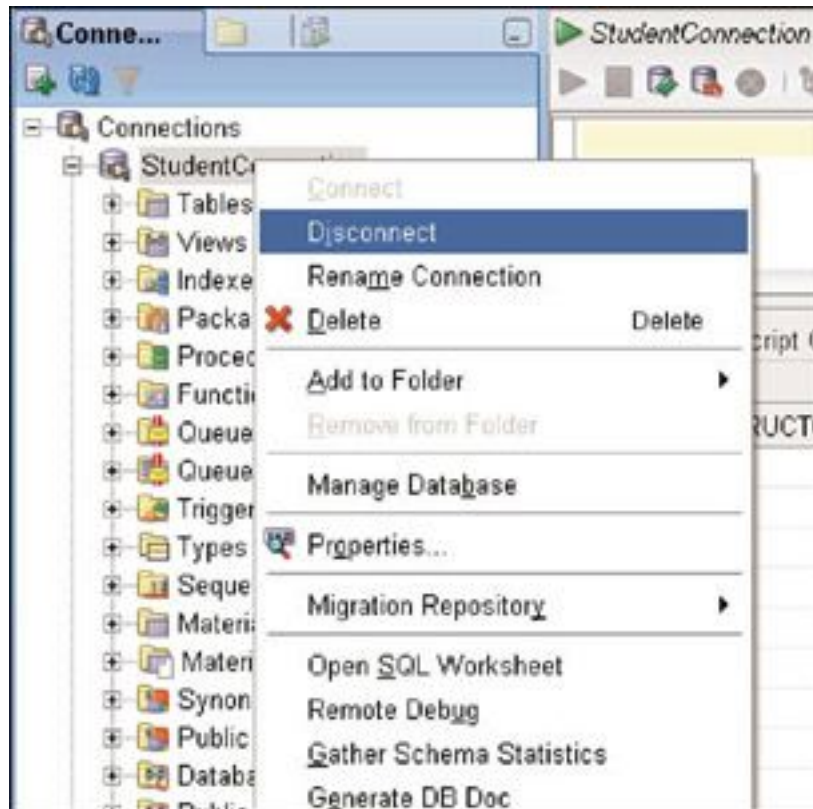 Conne...
StudentConnection
Connections
StudentC
Connect
Tables
Disconnect
Views
Rename Connection
Indexe
Delete Delete
Packa
cript
Proced
Add to Folder
Functi
RUCT
Remove from Folder
Queue
Queue
Manage Database
Trigger
Properties...
Types
Seque
Migration Repository
Materi
Materi
Open SQL Worksheet
Synon
Remote Debug
Public
Gather Schema Statistics
Databa
Generate DB Doc
Public